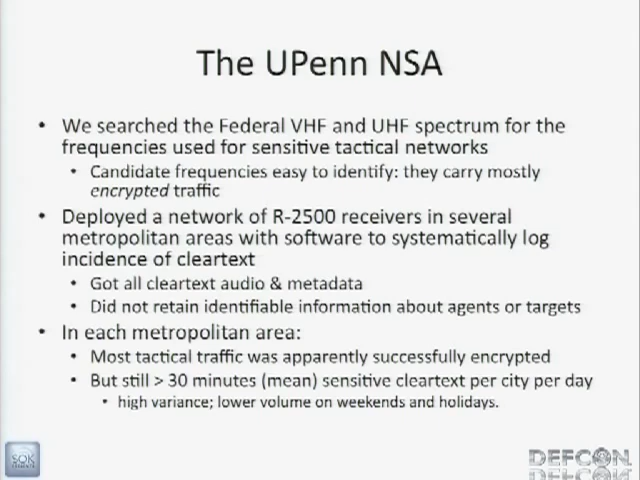 The UPenn NSA
• We searched the Federal VHF and UHF spectrum for the
frequencies used for sensitive tactical networks
• Candidate frequencies easy to identify: they carry mostly
encrypted traffic
• Deployed a network of R-2500 receivers in several
metropolitan areas with software to systematically log
incidence of cleartext
• Got all cleartext audio & metadata
• Did not retain identifiable information about agents or targets
• In each metropolitan area:
• Most tactical traffic was apparently successfully encrypted
• But still > 30 minutes (mean) sensitive cleartext per city per day
• high variance; lower volume on weekends and holidays.
SOK
DEFCON